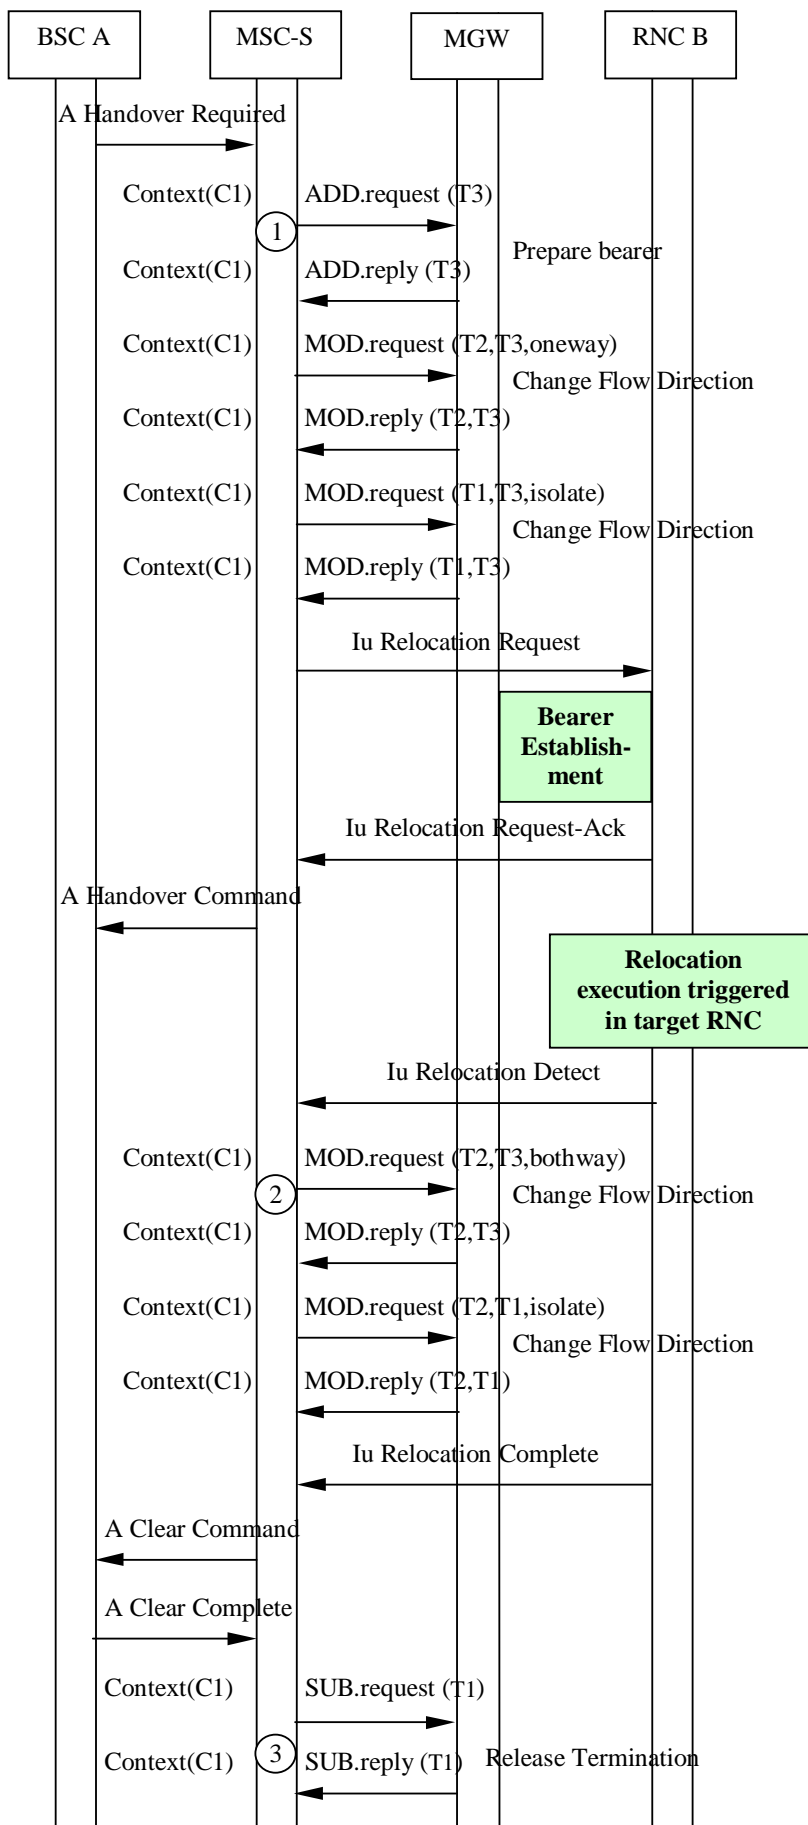 BSC A MSC-S MGW RNC B
A Handover Required
Context(C1) ADD.request (T3)
1
Prepare bearer
Context(C1) ADD.reply (T3)
Context(C1) MOD.request (T2,T3,oneway)
Change Flow Direction
Context(C1) MOD.reply (T2,T3)
Context(C1) MOD.request (T1,T3,isolate)
Change Flow Direction
Context(C1) MOD.reply (T1,T3)
Iu Relocation Request
Bearer
Establish-
ment
Iu Relocation Request-Ack
A Handover Command
Relocation
execution triggered
in target RNC
Iu Relocation Detect
Context(C1) MOD.request (T2,T3,bothway)
2 Change Flow Direction
Context(C1) MOD.reply (T2,T3)
Context(C1) MOD.request (T2,T1,isolate)
Change Flow Direction
Context(C1) MOD.reply (T2,T1)
Iu Relocation Complete
A Clear Command
A Clear Complete
Context(C1) SUB.request (T1)
3
Context(C1) SUB.reply (T1) Release Termination